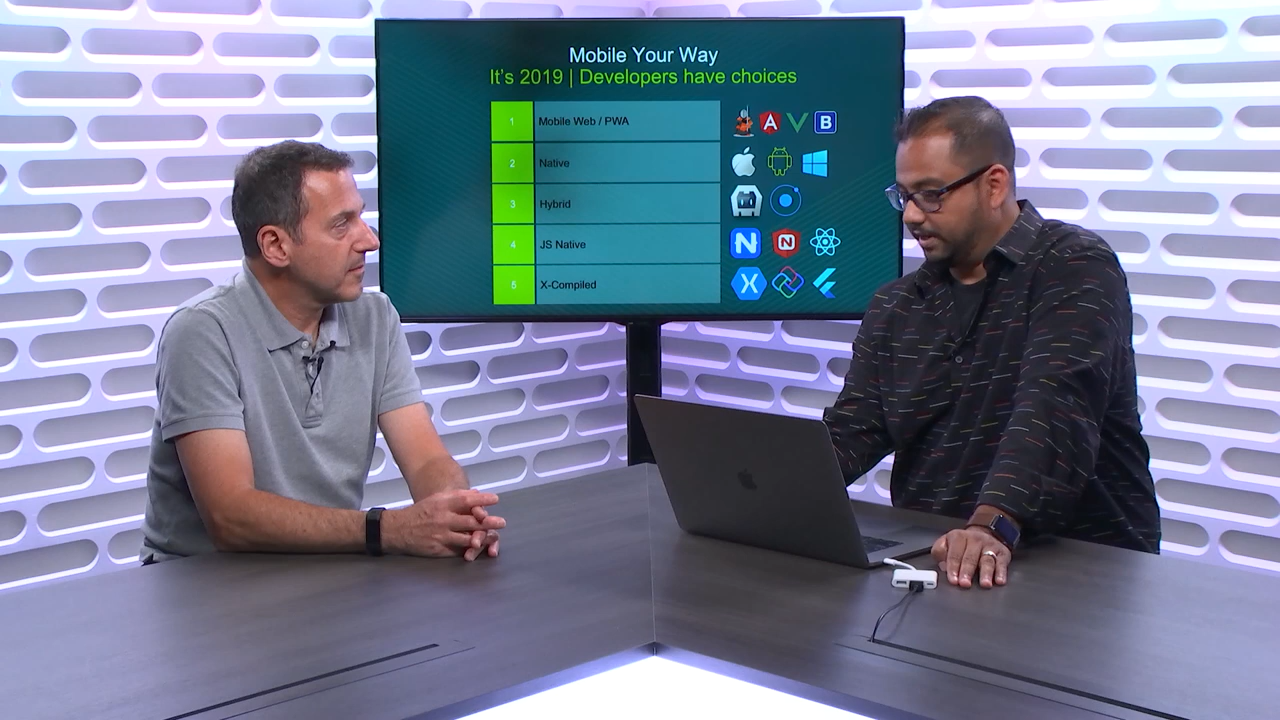 Mobile Your Way
It's 2019 | Developers have choices
1 Mobile Web / PWA
A B
2 Native
3 Hybrid
4 JS Native
N N
5 X-Compiled
X